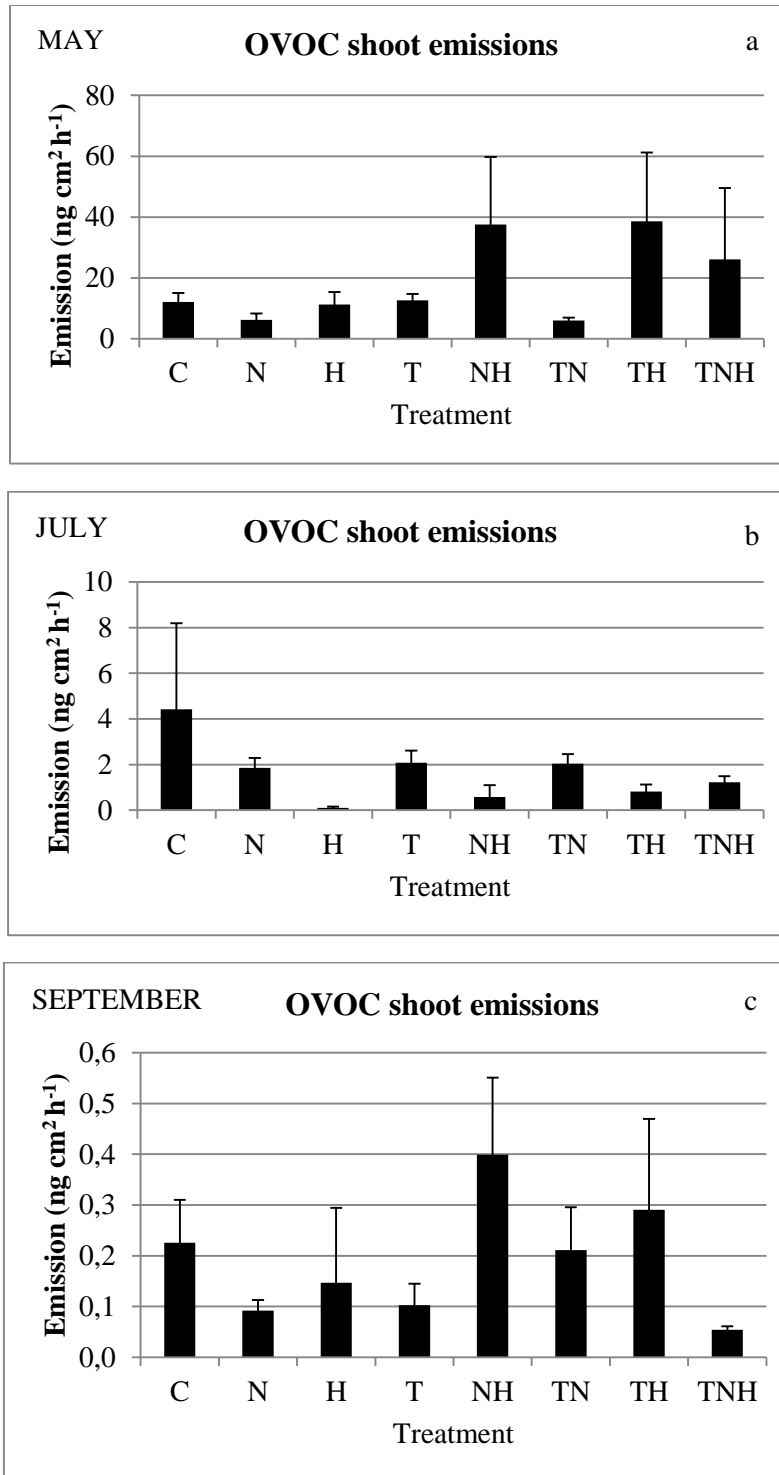 MAY OVOC shoot emissions a
Emission (ng cm² h⁻¹)
80
60
40
20
0
C N H T NH TN TH TNH
Treatment
JULY OVOC shoot emissions b
Emission (ng cm² h⁻¹)
10
8
6
4
2
0
C N H T NH TN TH TNH
Treatment
SEPTEMBER OVOC shoot emissions c
Emission (ng cm² h⁻¹)
0,6
0,5
0,4
0,3
0,2
0,1
0,0
C N H T NH TN TH TNH
Treatment